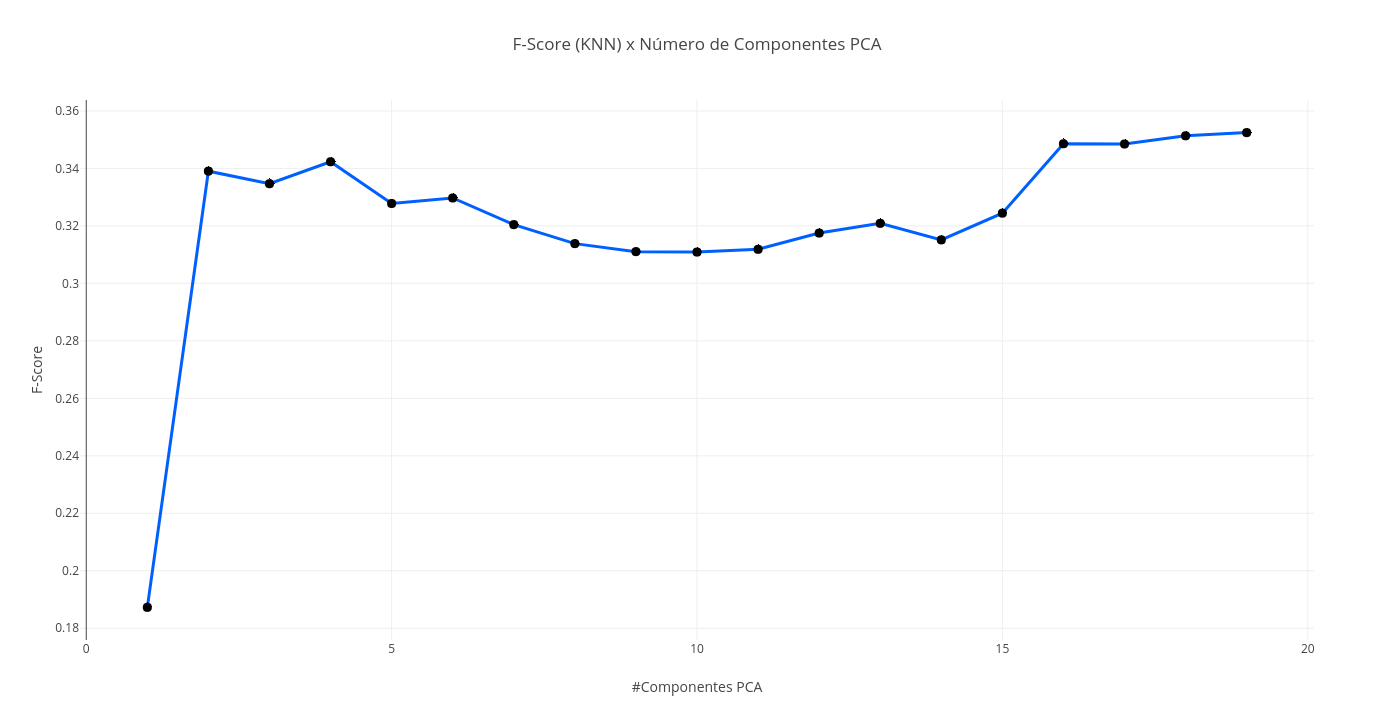 F-Score (KNN) x Número de Componentes PCA
0.36
0.34
0.32
0.3
0.28
0.26
0.24
0.22
0.2
0.18
F-Score
0 5 10 15 20
#Componentes PCA